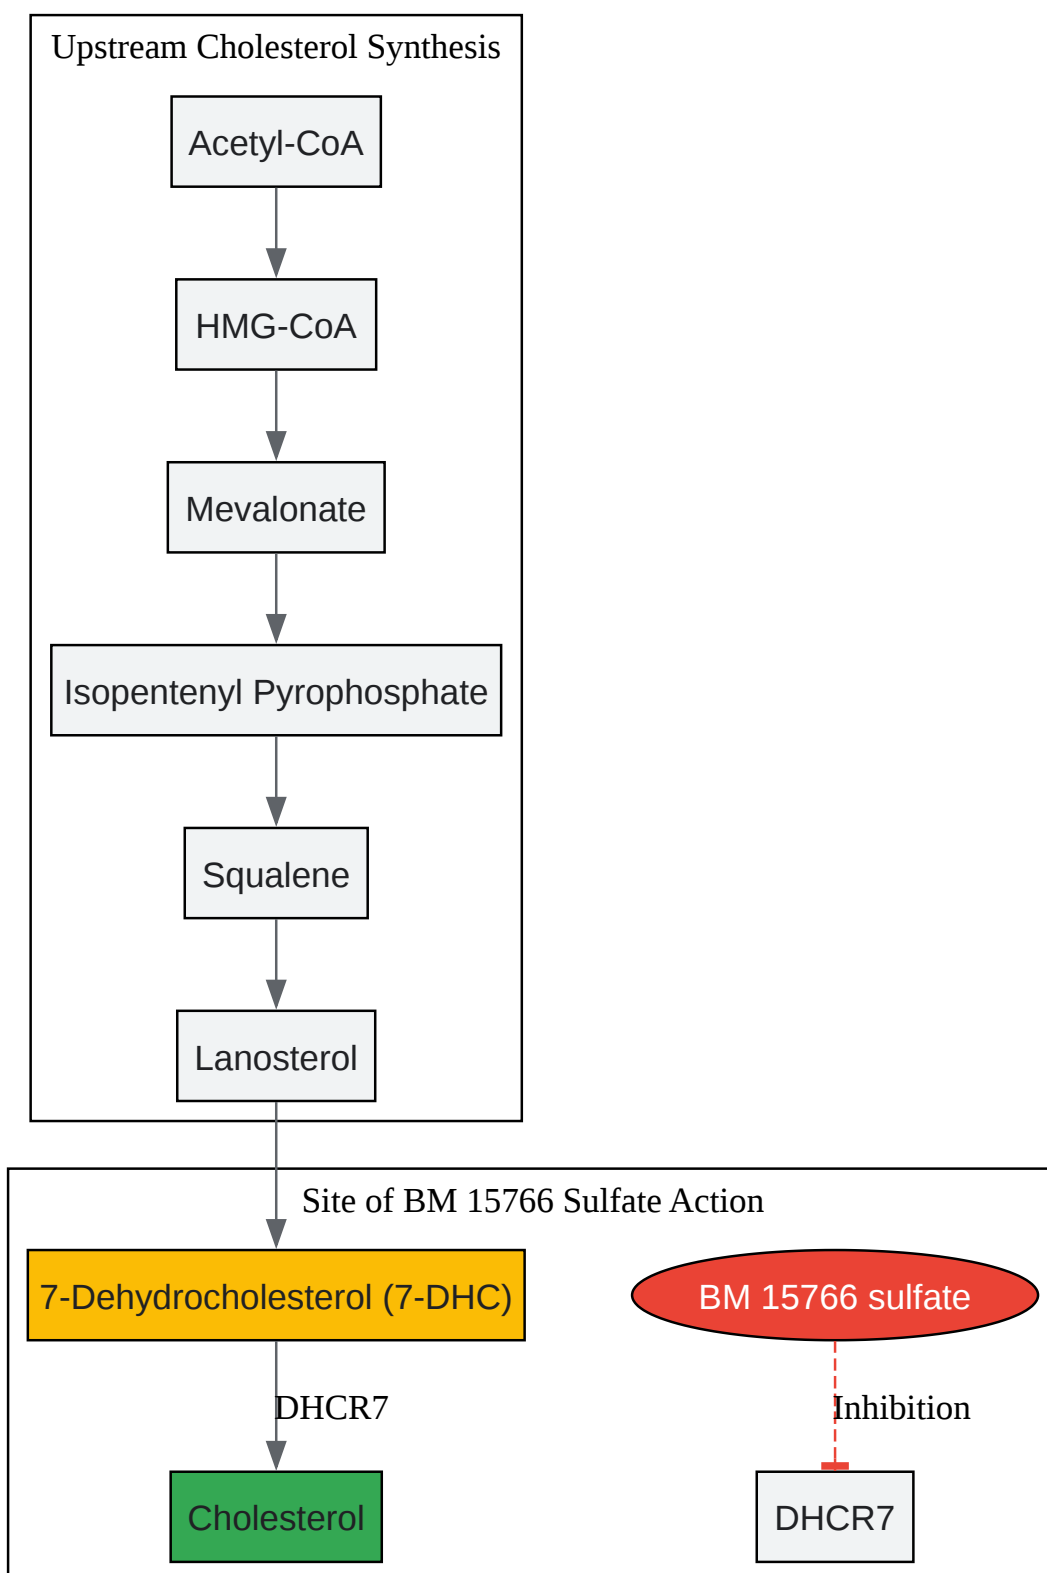 Upstream Cholesterol Synthesis
Acetyl-CoA
HMG-CoA
Mevalonate
Isopentenyl Pyrophosphate
Squalene
Lanosterol
Site of BM 15766 Sulfate Action
7-Dehydrocholesterol (7-DHC)
BM 15766 sulfate
DHCR7
Inhibition
Cholesterol
DHCR7